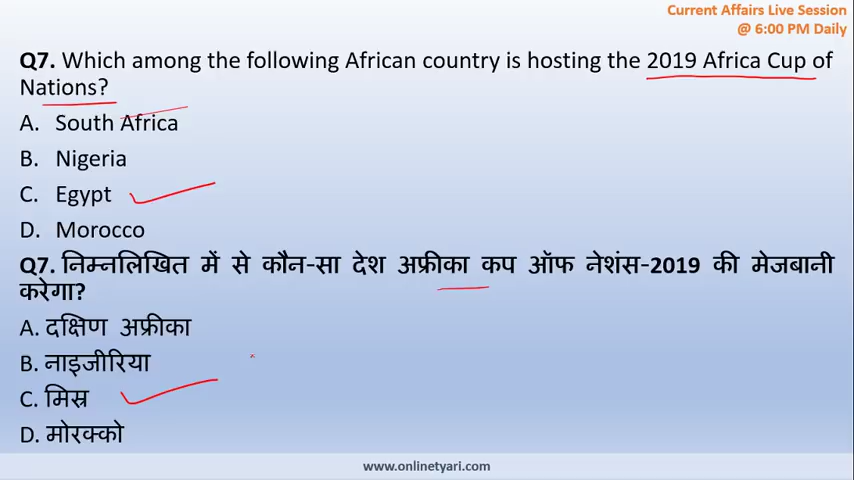 Current Affairs Live Session
@ 6:00 PM Daily
Q7. Which among the following African country is hosting the 2019 Africa Cup of
Nations?
A. South Africa
B. Nigeria
C. Egypt
D. Morocco
Q7. निम्नलिखित में से कौन-सा देश अफ्रीका कप ऑफ नेशंस-2019 की मेजबानी
करेगा?
A. दक्षिण अफ्रीका
B. नाइजीरिया
C. मिस्र
D. मोरक्को
www.onlinetyari.com